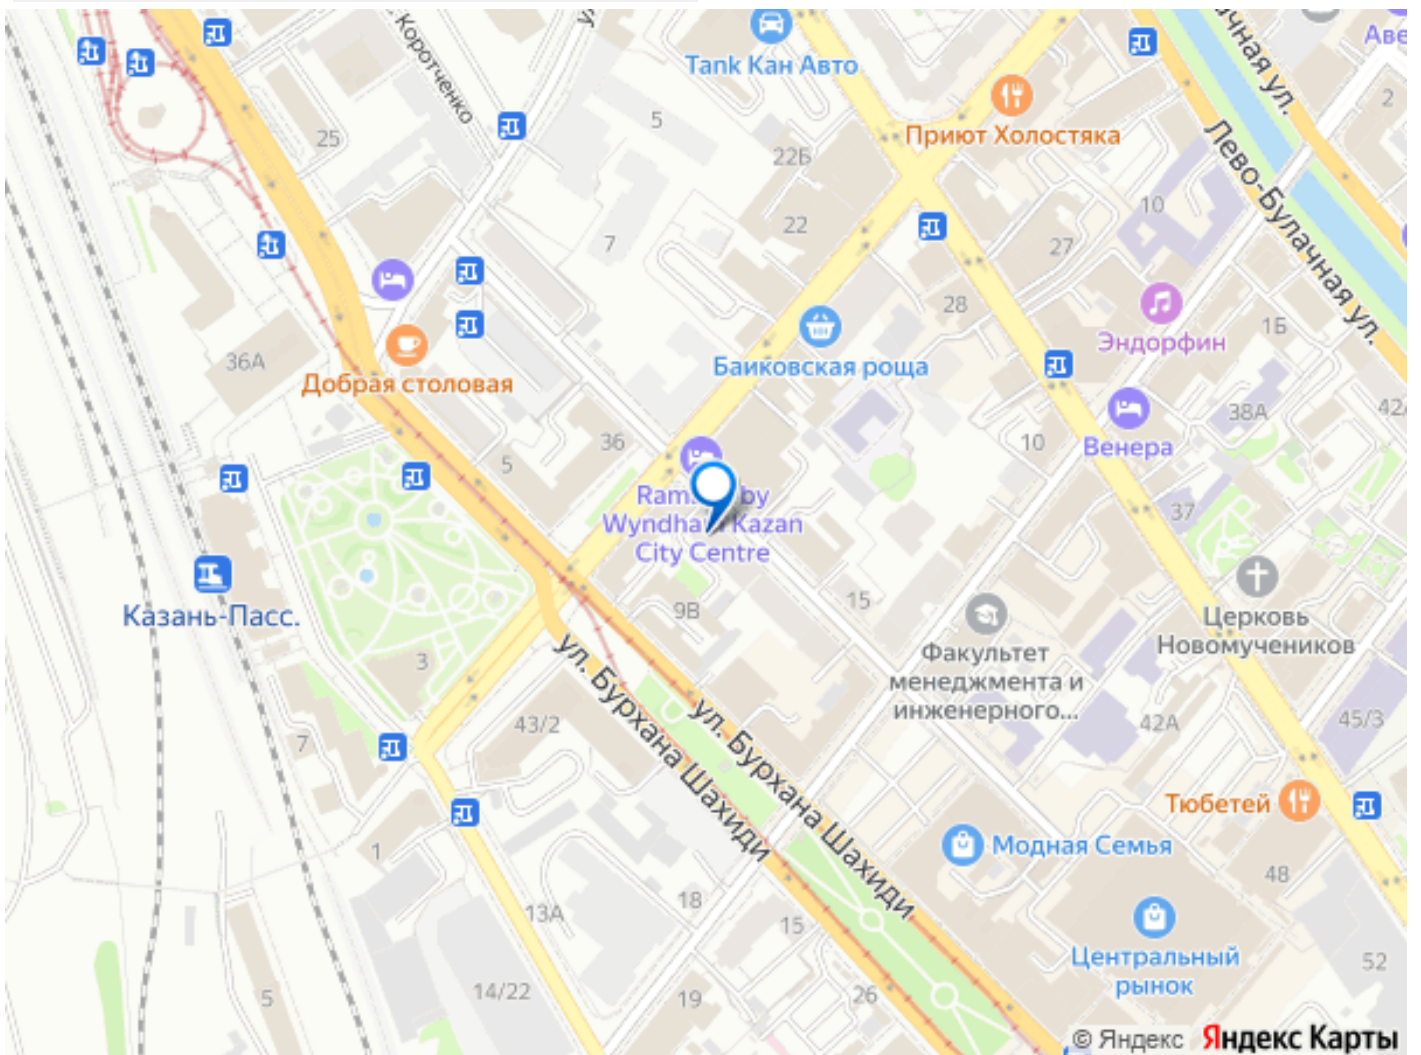 Коротченко
у
Tank Кан Авто
Аве
чная ул.
2
25
5
Приют Холостяка
22Б
Лево-Булачная ул.
10
22
27
7
28
1Б
Эндорфин
36А
Баиковская роща
Добрая столовая
38А
42
36
10
Венера
5
Ram by
Wyndha Kazan
City Centre
37
Казань-Пасс.
9В
15
Церковь
Новомучеников
Факультет
менеджмента и
инженерного...
3
ул. Бурхана Шахиди
ул. Бурхана Шахиди
43/2
42А
45/3
7
Тюбетей
Модная Семья
1
48
18
13А
15
Центральный
рынок
52
5
14/22
19
26
© Яндекс Яндекс Карты